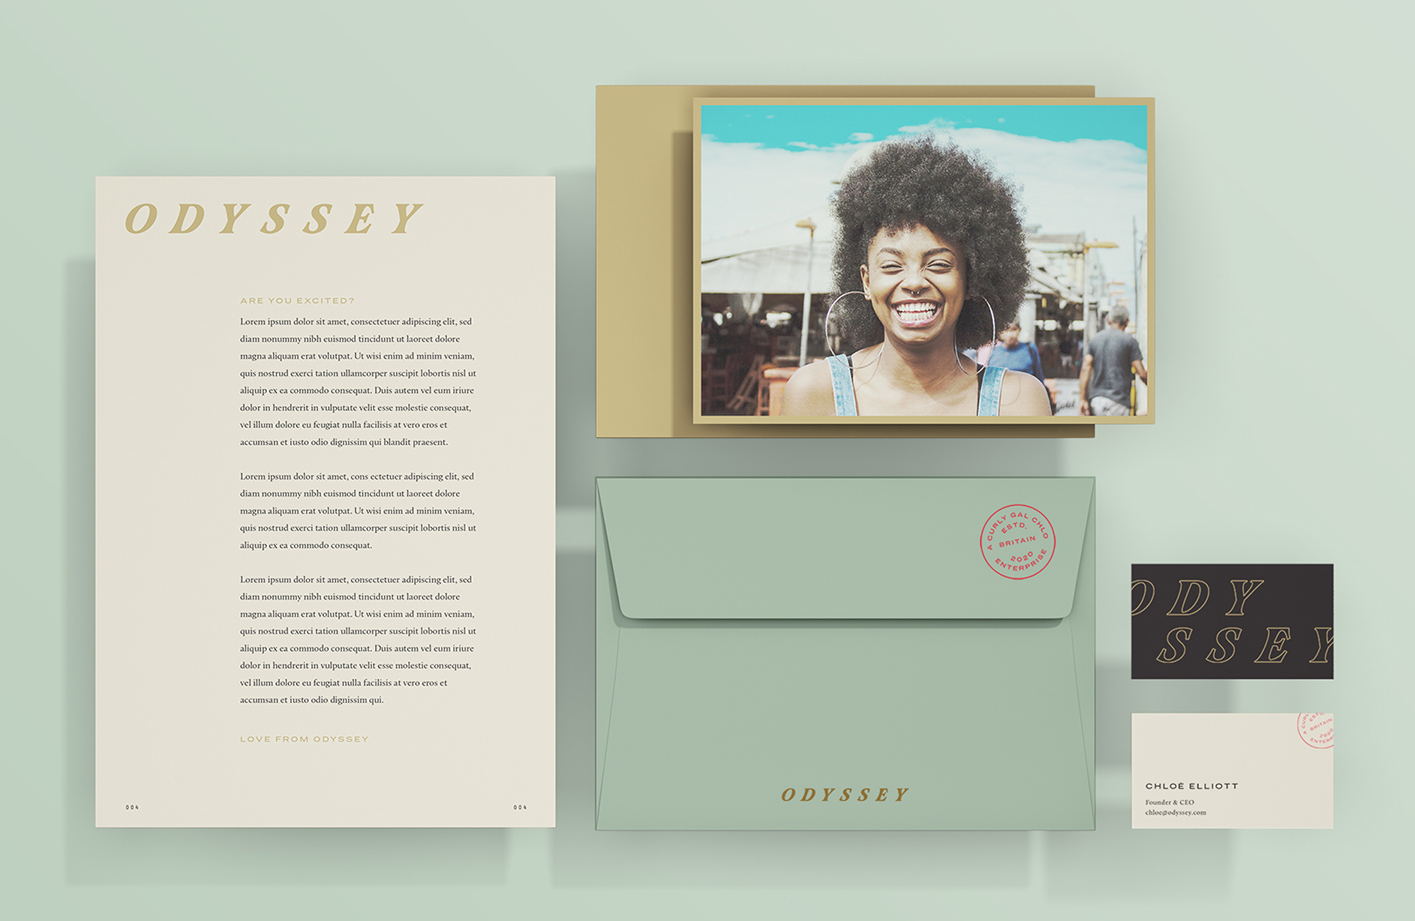 ODYSSEY
ARE YOU EXCITED?
Lorem ipsum dolor sit amet, consectetuer adipiscing elit, sed
diam nonummy nibh euismod tincidunt ut laoreet dolore
magna aliquam erat volutpat. Ut wisi enim ad minim veniam,
quis nostrud exerci tation ullamcorper suscipit lobortis nisl ut
aliquip ex ea commodo consequat. Duis autem vel eum iriure
dolor in hendrerit in vulputate velit esse molestie consequat,
vel illum dolore eu feugiat nulla facilisis at vero eros et
accumsan et iusto odio dignissim qui blandit praesent.
Lorem ipsum dolor sit amet, cons ectetuer adipiscing elit, sed
diam nonummy nibh euismod tincidunt ut laoreet dolore
magna aliquam erat volutpat. Ut wisi enim ad minim veniam,
quis nostrud exerci tation ullamcorper suscipit lobortis nisl ut
aliquip ex ea commodo consequat.
Lorem ipsum dolor sit amet, consectetuer adipiscing elit, sed
diam nonummy nibh euismod tincidunt ut laoreet dolore
magna aliquam erat volutpat. Ut wisi enim ad minim veniam,
quis nostrud exerci tation ullamcorper suscipit lobortis nisl ut
aliquip ex ea commodo consequat. Duis autem vel eum iriure
dolor in hendrerit in vulputate velit esse molestie consequat,
vel illum dolore eu feugiat nulla facilisis at vero eros et
accumsan et iusto odio dignissim qui.
LOVE FROM ODYSSEY
004 004
A CURLY GAL CHLO
ESTD.
BRITAIN
2020
ENTERPRISE
ODYSSEY
ODY
SSEY
BRITAIN
CHLOÉ ELLIOTT
Founder & CEO
chloe@odyssey.com